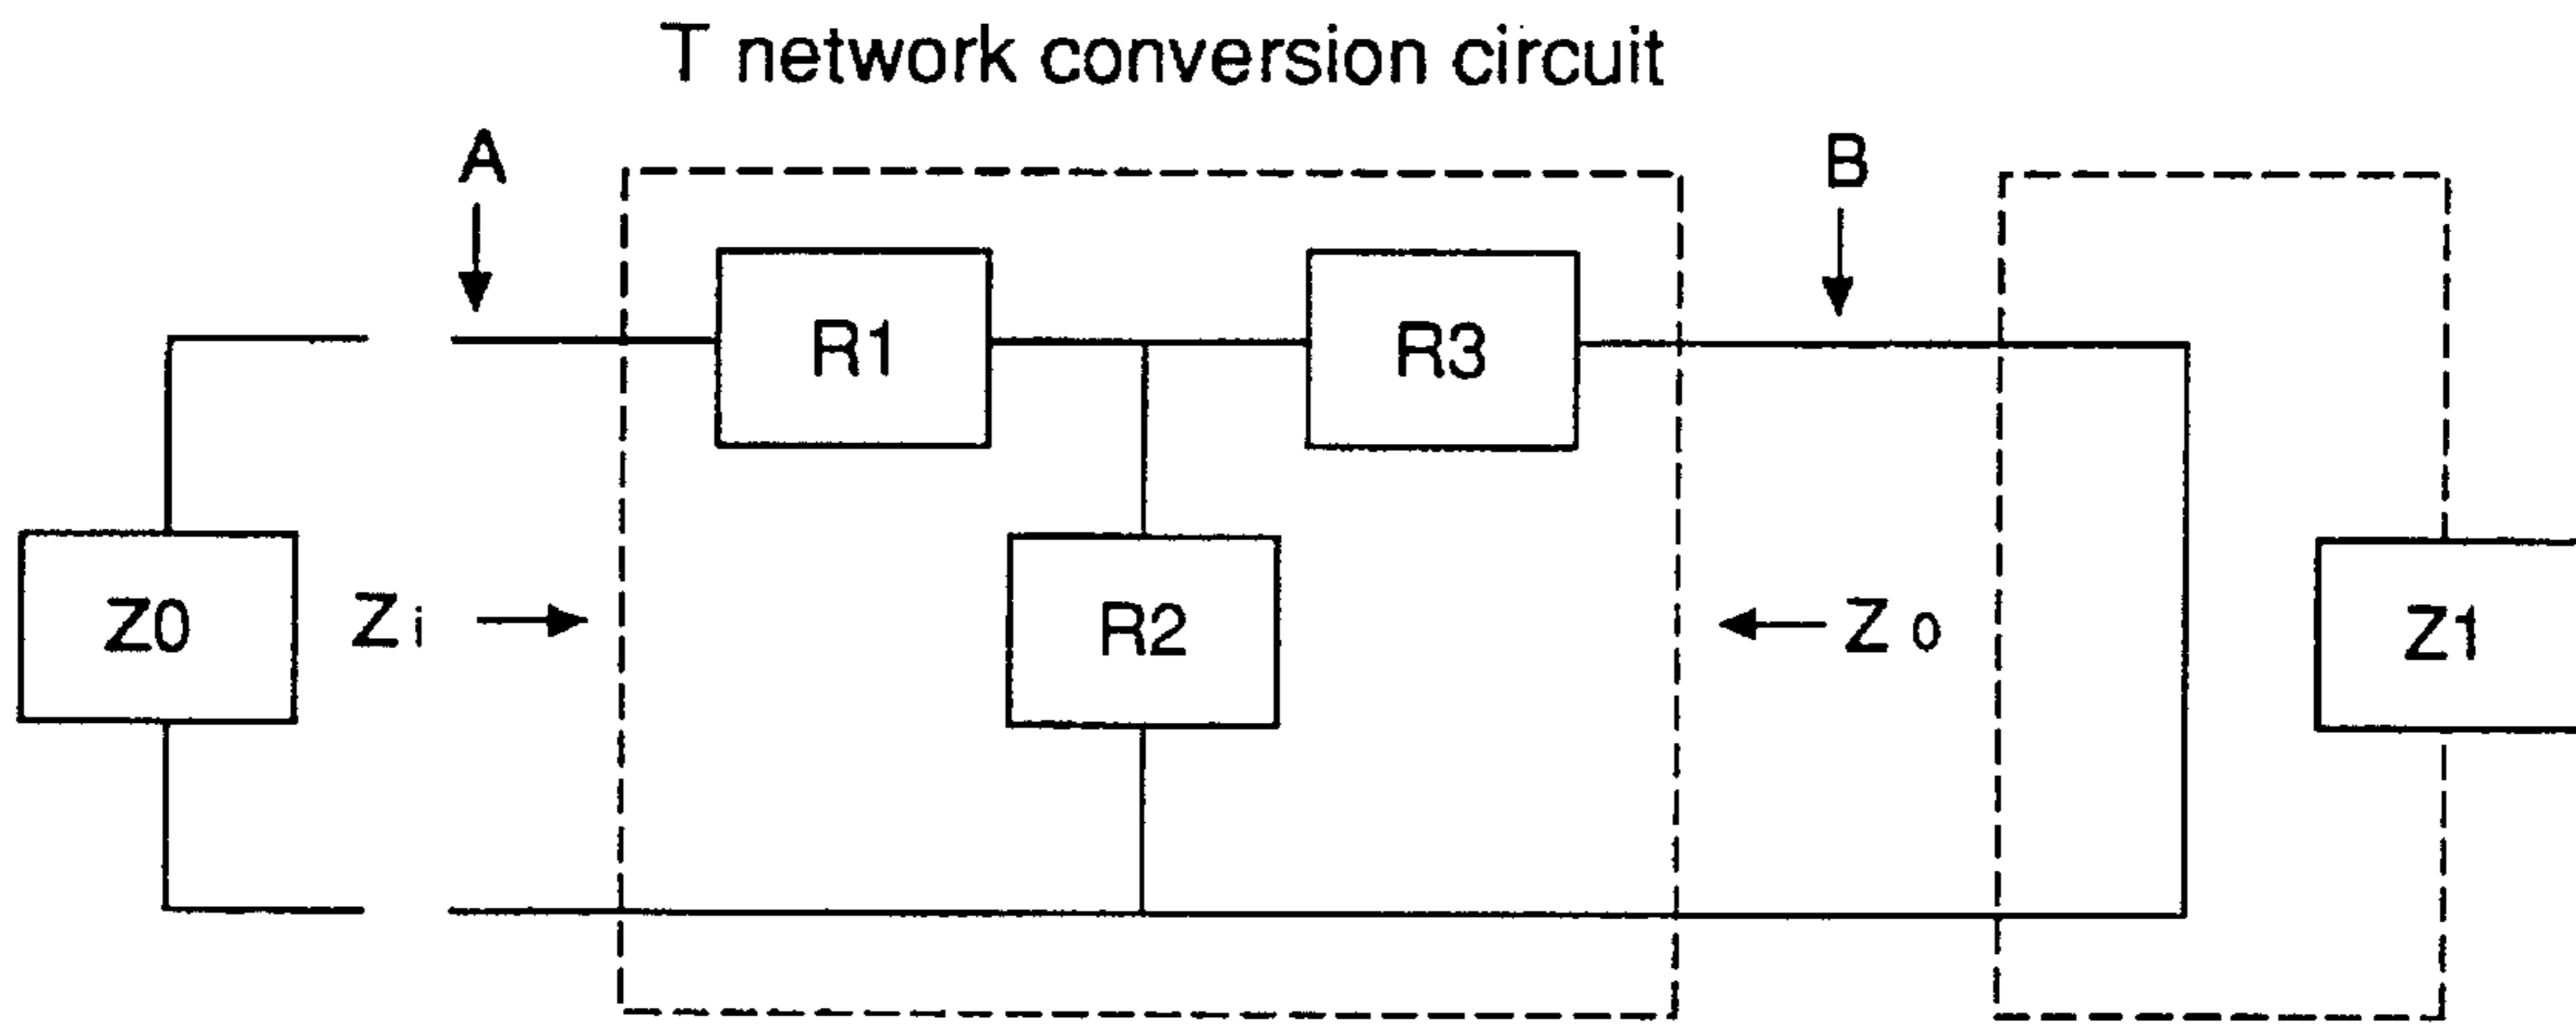 T network conversion circuit
A
B
R1
R3
Z0
Zi
R2
Zo
Z1